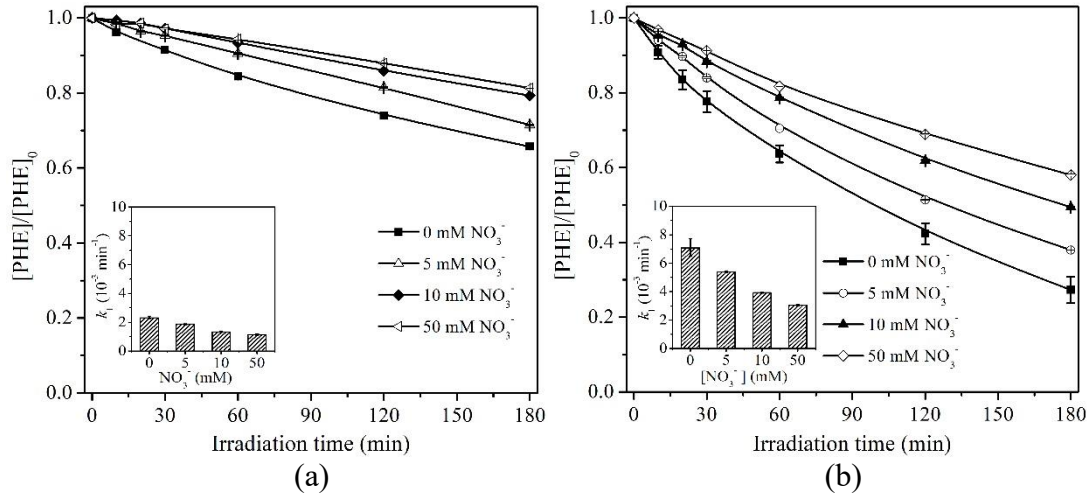 (a)
1.0
0.8
0.6
0.4
0.2
0.0
[PHE]/[PHE]₀
0 30 60 90 120 150 180
Irradiation time (min)
0 mM NO₃⁻
5 mM NO₃⁻
10 mM NO₃⁻
50 mM NO₃⁻
10
8
6
4
2
0
k₁ (10⁻³ min⁻¹)
0 5 10 50
NO₃⁻ (mM)
(a)
(b)
1.0
0.8
0.6
0.4
0.2
0.0
[PHE]/[PHE]₀
0 30 60 90 120 150 180
Irradiation time (min)
0 mM NO₃⁻
5 mM NO₃⁻
10 mM NO₃⁻
50 mM NO₃⁻
10
8
6
4
2
0
k₁ (10⁻³ min⁻¹)
0 5 10 50
[NO₃⁻] (mM)
(b)